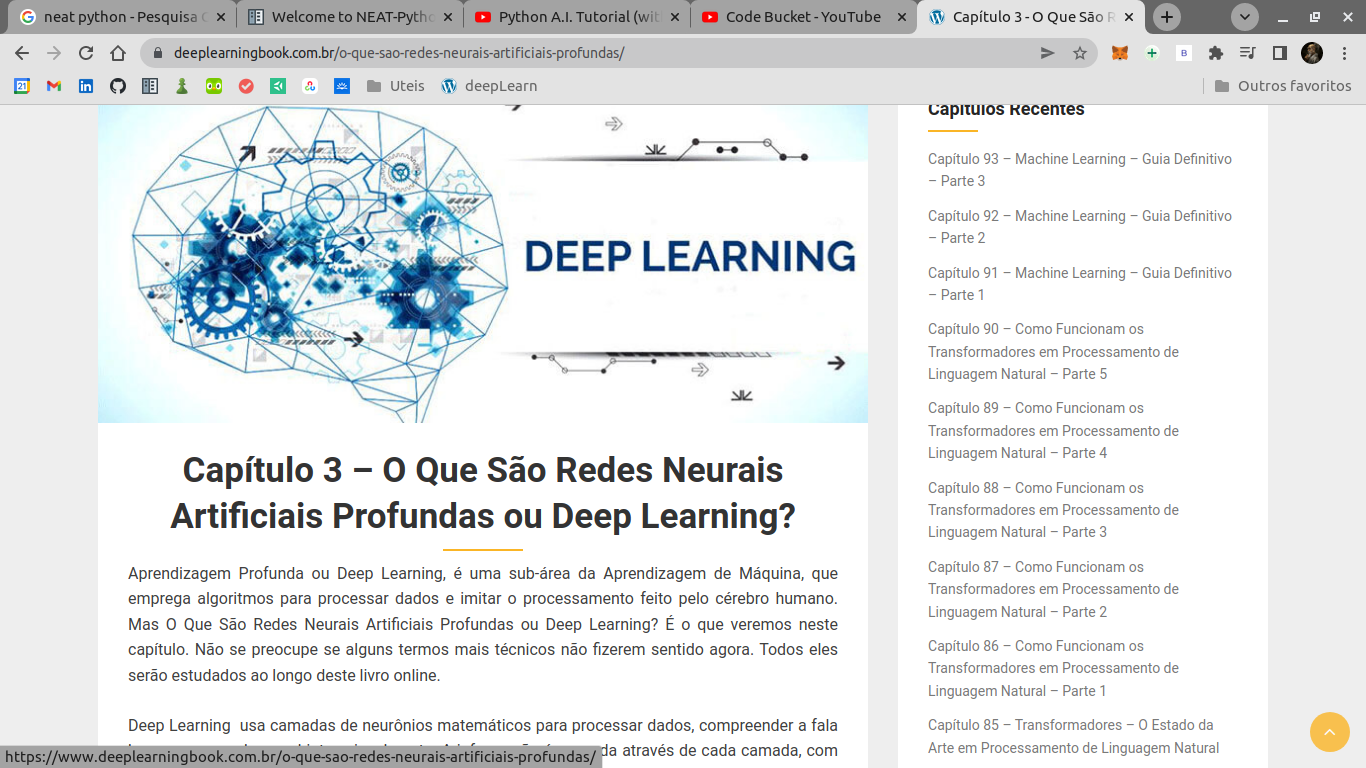 neat python - Pesquisa
Welcome to NEAT-Pytho
Python A.I. Tutorial (wit
Code Bucket - YouTube
Capítulo 3 - O Que São R
deeplearningbook.com.br/o-que-sao-redes-neurais-artificiais-profundas/
21
Uteis
deepLearn
Outros favoritos
DEEP LEARNING
Capítulo 3 – O Que São Redes Neurais
Artificiais Profundas ou Deep Learning?
Aprendizagem Profunda ou Deep Learning, é uma sub-área da Aprendizagem de Máquina, que
emprega algoritmos para processar dados e imitar o processamento feito pelo cérebro humano.
Mas O Que São Redes Neurais Artificiais Profundas ou Deep Learning? É o que veremos neste
capítulo. Não se preocupe se alguns termos mais técnicos não fizerem sentido agora. Todos eles
serão estudados ao longo deste livro online.
Deep Learning usa camadas de neurônios matemáticos para processar dados, compreender a fala
através de cada camada, com
https://www.deeplearningbook.com.br/o-que-sao-redes-neurais-artificiais-profundas/
Capítulos Recentes
Capítulo 93 – Machine Learning – Guia Definitivo
– Parte 3
Capítulo 92 – Machine Learning – Guia Definitivo
– Parte 2
Capítulo 91 – Machine Learning – Guia Definitivo
– Parte 1
Capítulo 90 – Como Funcionam os
Transformadores em Processamento de
Linguagem Natural – Parte 5
Capítulo 89 – Como Funcionam os
Transformadores em Processamento de
Linguagem Natural – Parte 4
Capítulo 88 – Como Funcionam os
Transformadores em Processamento de
Linguagem Natural – Parte 3
Capítulo 87 – Como Funcionam os
Transformadores em Processamento de
Linguagem Natural – Parte 2
Capítulo 86 – Como Funcionam os
Transformadores em Processamento de
Linguagem Natural – Parte 1
Capítulo 85 – Transformadores – O Estado da
Arte em Processamento de Linguagem Natural